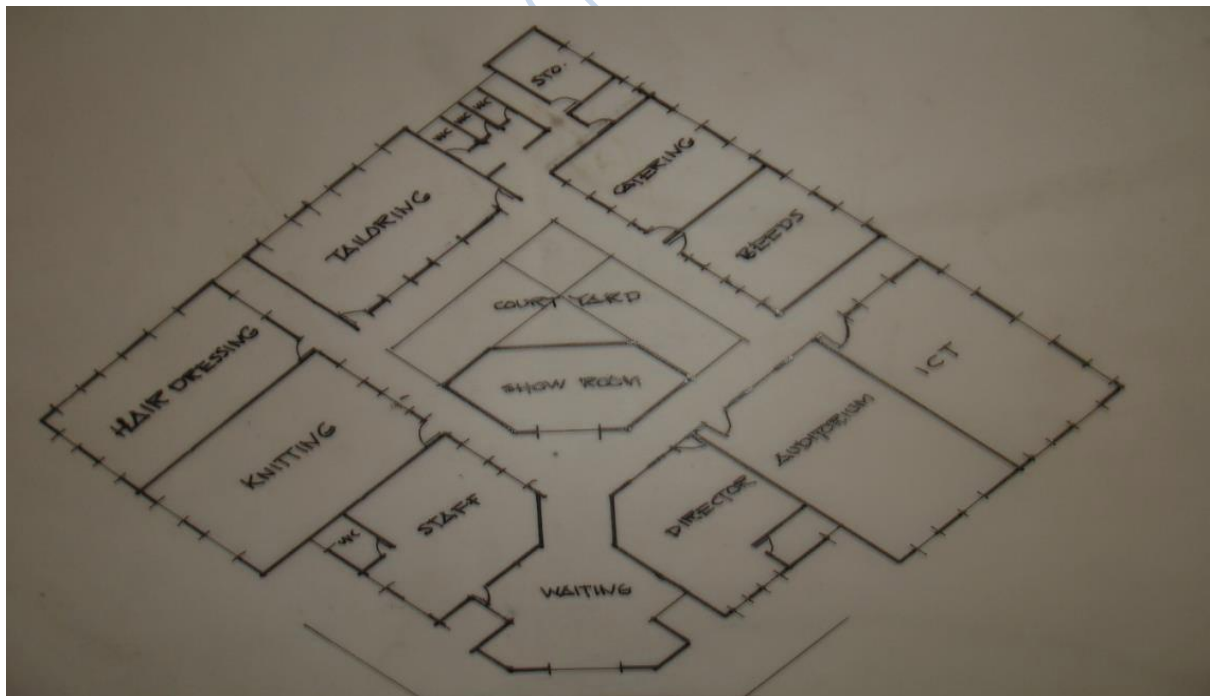 STO.
WC
WC
WC
CATERING
TAILORING
BEEDS
COURT YARD
HAIR DRESSING
SHOW ROOM
ICT
KNITTING
AUDITORIUM
STAFF
DIRECTOR
WC
WAITING